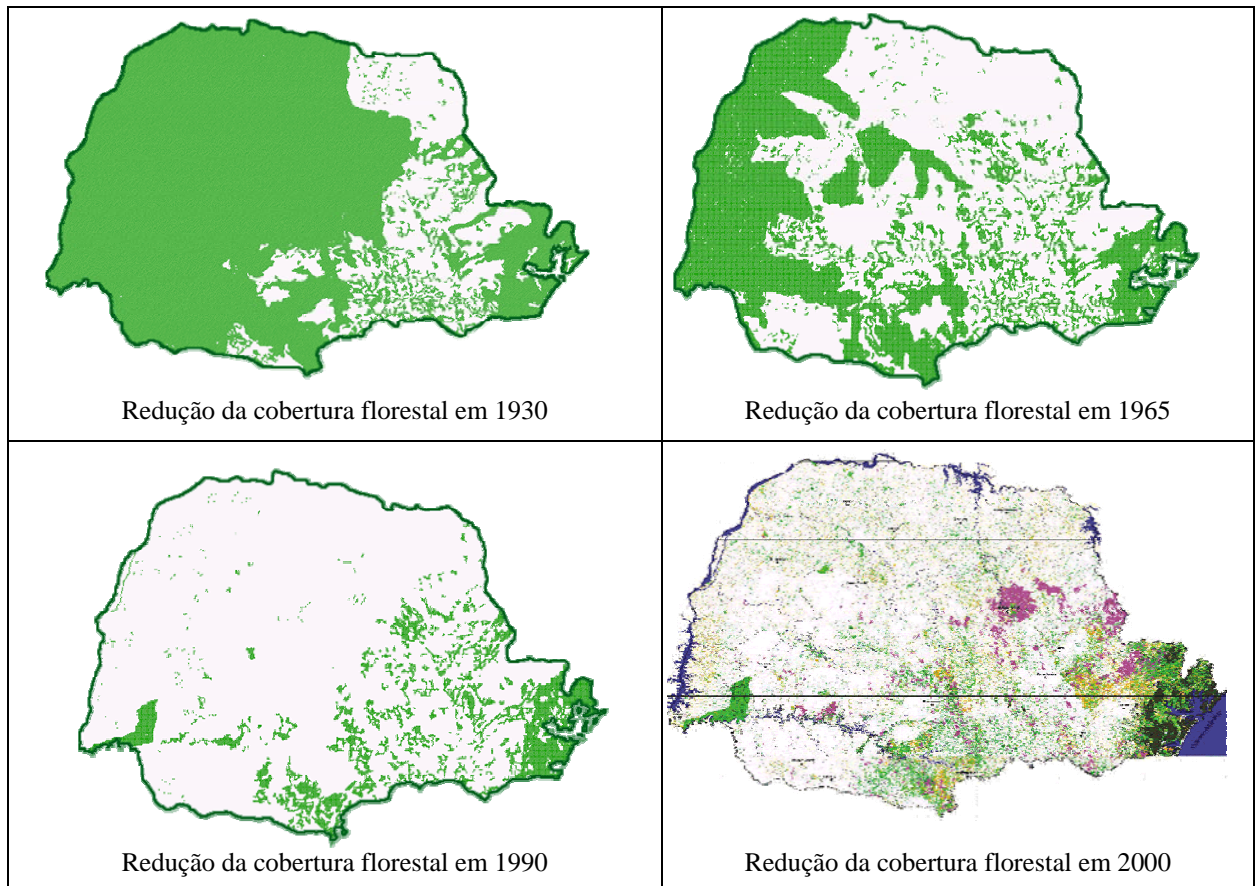 Redução da cobertura florestal em 1930
Redução da cobertura florestal em 1965
Redução da cobertura florestal em 1990
Redução da cobertura florestal em 2000